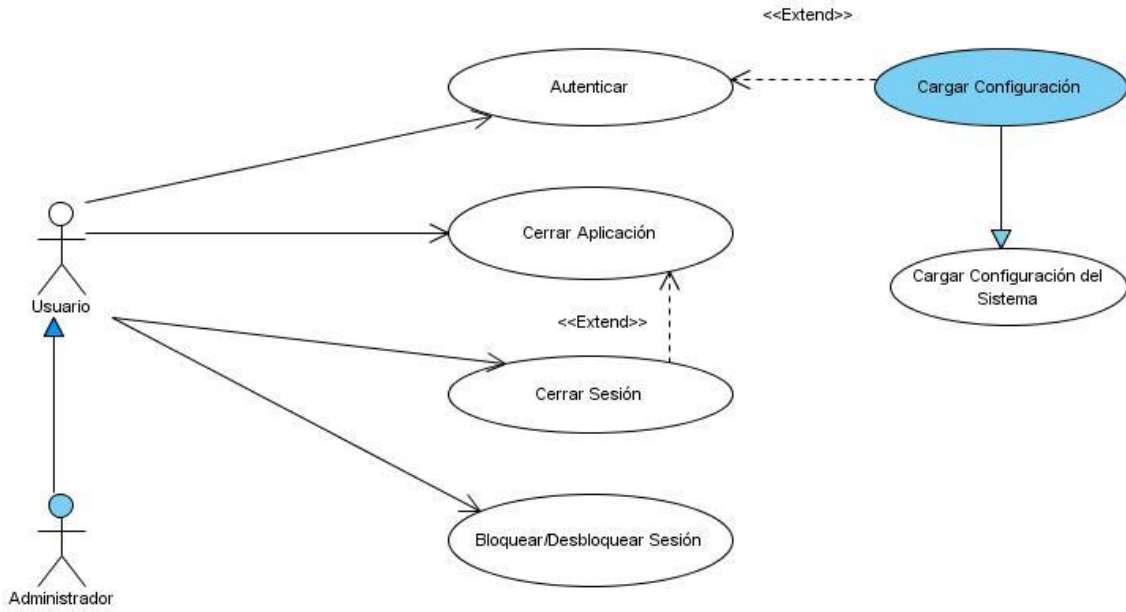 <<Extend>>
Autenticar
Cargar Configuración
Cerrar Aplicación
Cargar Configuración del
Sistema
Usuario
<<Extend>>
Cerrar Sesión
Bloquear/Desbloquear Sesión
Administrador